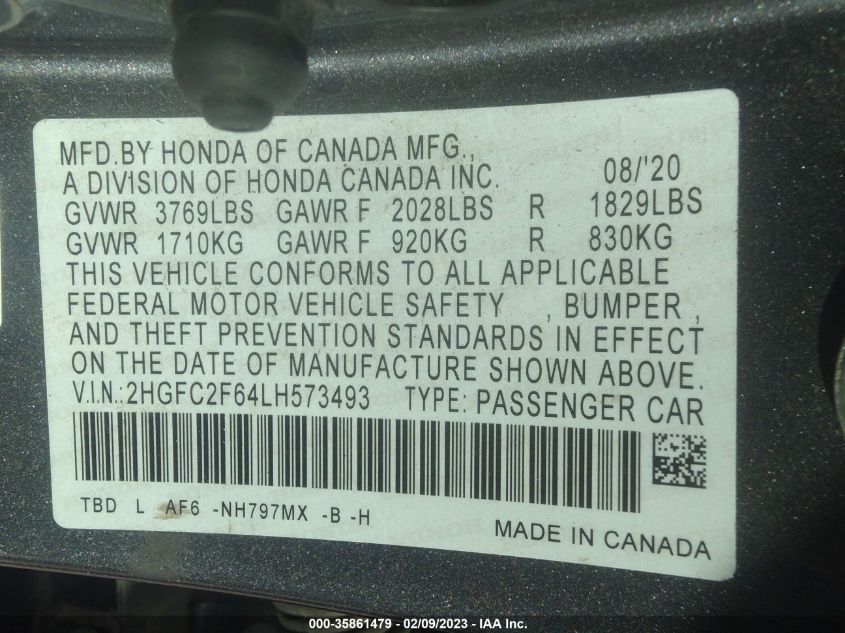 MFD.BY HONDA OF CANADA MFG.,
A DIVISION OF HONDA CANADA INC. 08/'20
GVWR 3769LBS GAWR F 2028LBS R 1829LBS
GVWR 1710KG GAWR F 920KG R 830KG
THIS VEHICLE CONFORMS TO ALL APPLICABLE
FEDERAL MOTOR VEHICLE SAFETY , BUMPER ,
AND THEFT PREVENTION STANDARDS IN EFFECT
ON THE DATE OF MANUFACTURE SHOWN ABOVE.
V.I.N.:2HGFC2F64LH573493 TYPE: PASSENGER CAR
TBD L AF6 -NH797MX -B -H
MADE IN CANADA
000-35861479 - 02/09/2023 - IAA Inc.